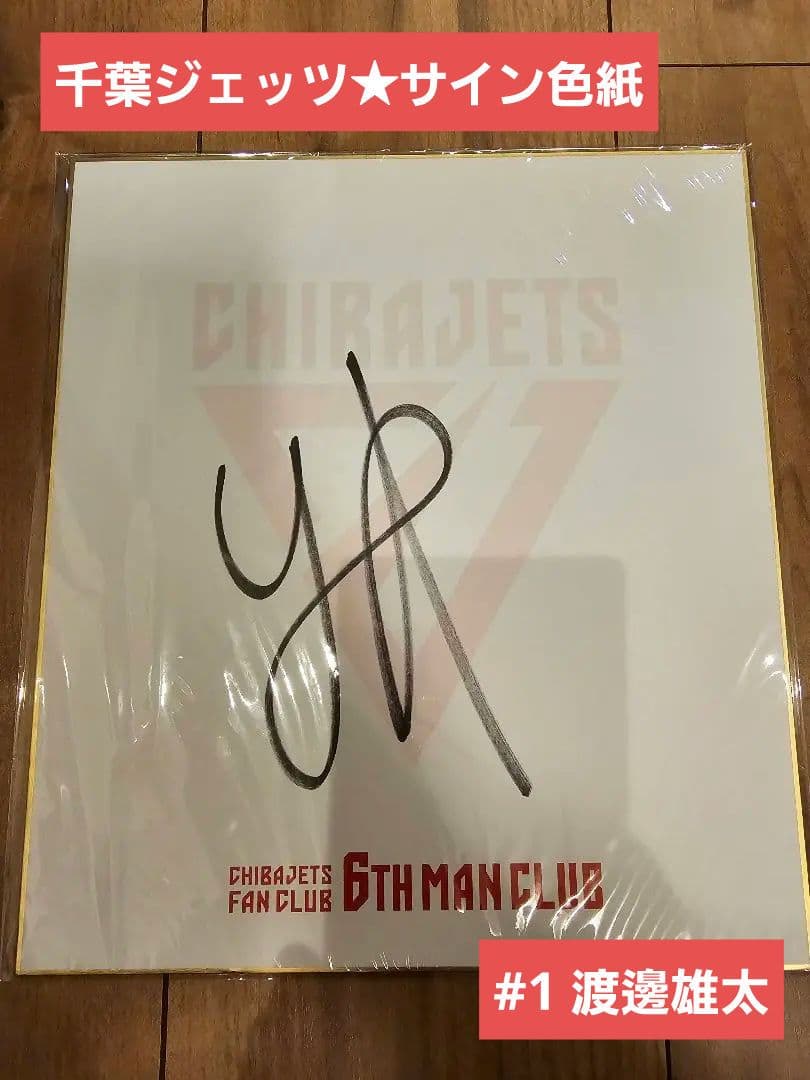 千葉ジェッツ★サイン色紙
CHIBAJETS
CHIBAJETS
FAN CLUB
6TH MAN CLUB
#1 渡邊雄太